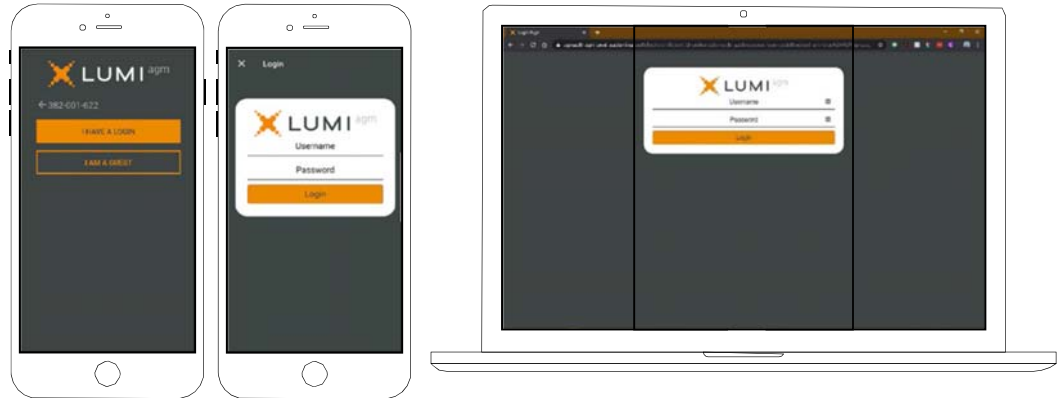 LUMI agm
←382-001-622
I HAVE A LOGIN
I AM A GUEST
× Login
LUMI agm
Username
Password
Login
LUMI agm
Username
Password
Login